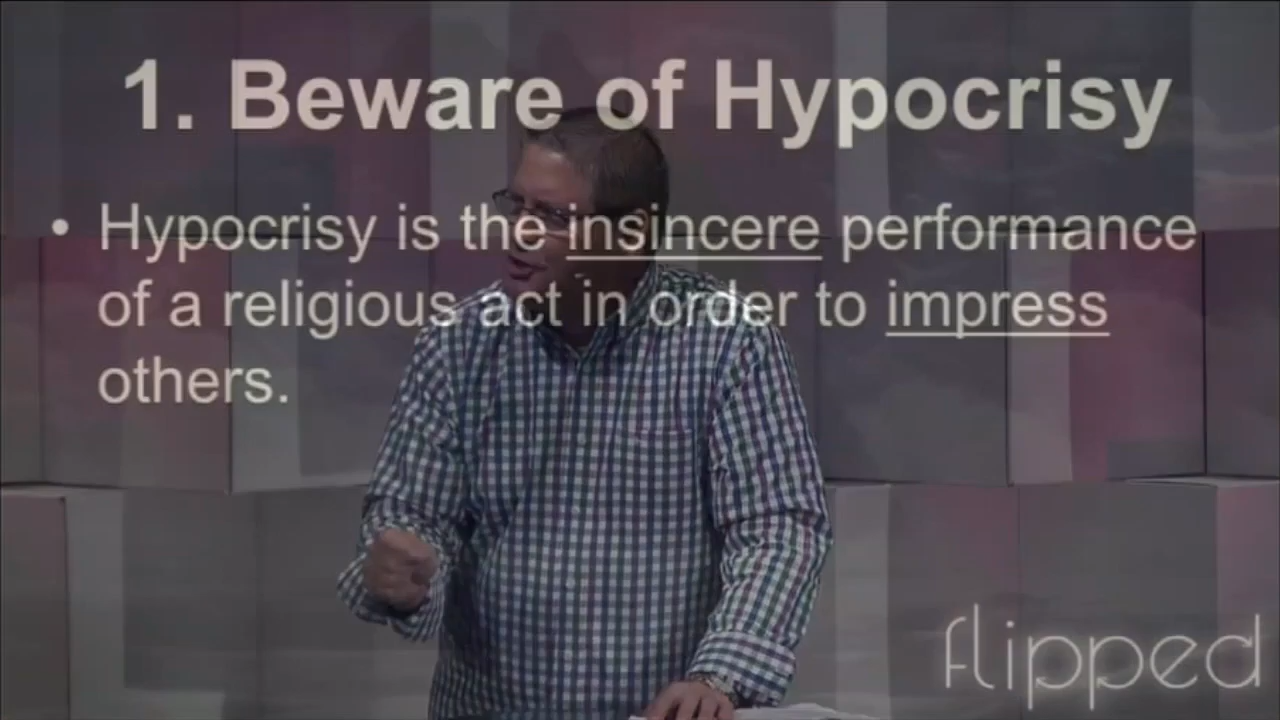 1. Beware of Hypocrisy
• Hypocrisy is the insincere performance
of a religious act in order to impress
others.
flipped